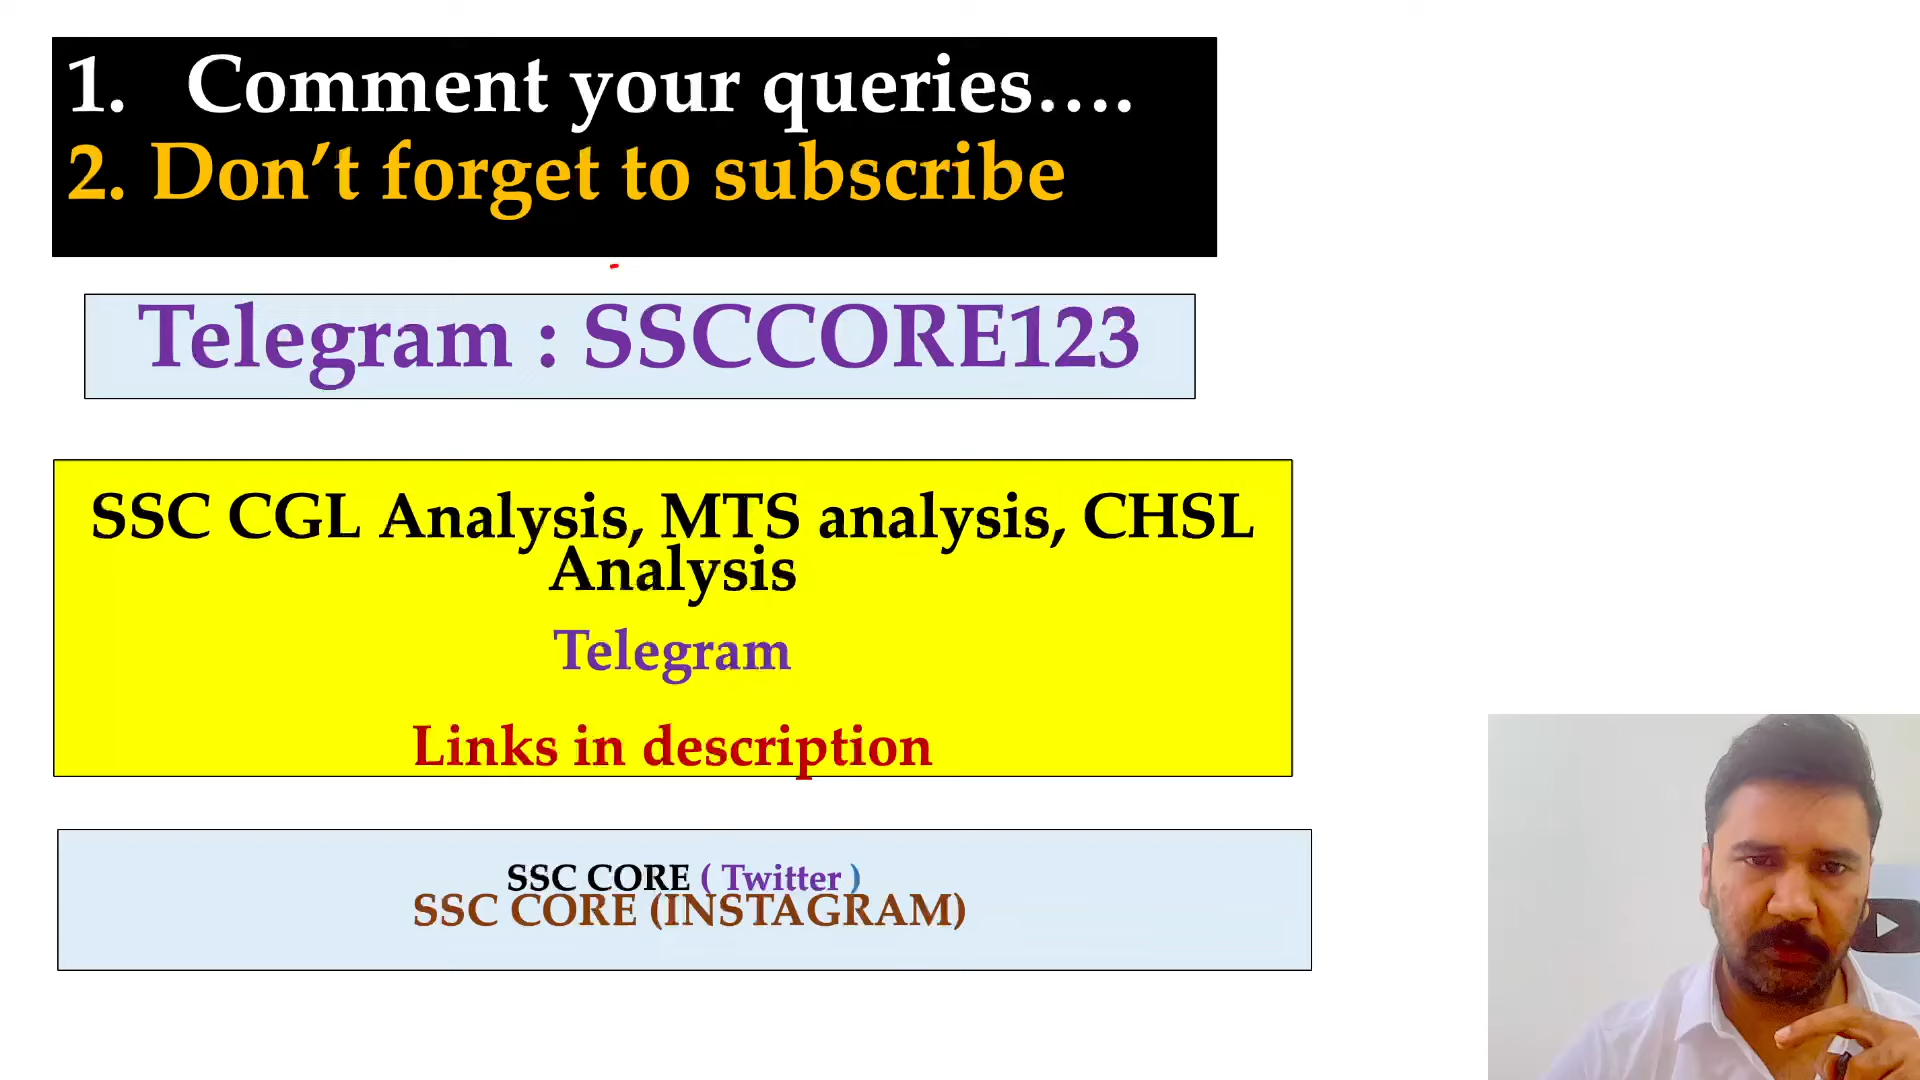 1. Comment your queries....
2. Don’t forget to subscribe
Telegram : SSCCORE123
SSC CGL Analysis, MTS analysis, CHSL
Analysis
Telegram
Links in description
SSC CORE ( Twitter )
SSC CORE (INSTAGRAM)